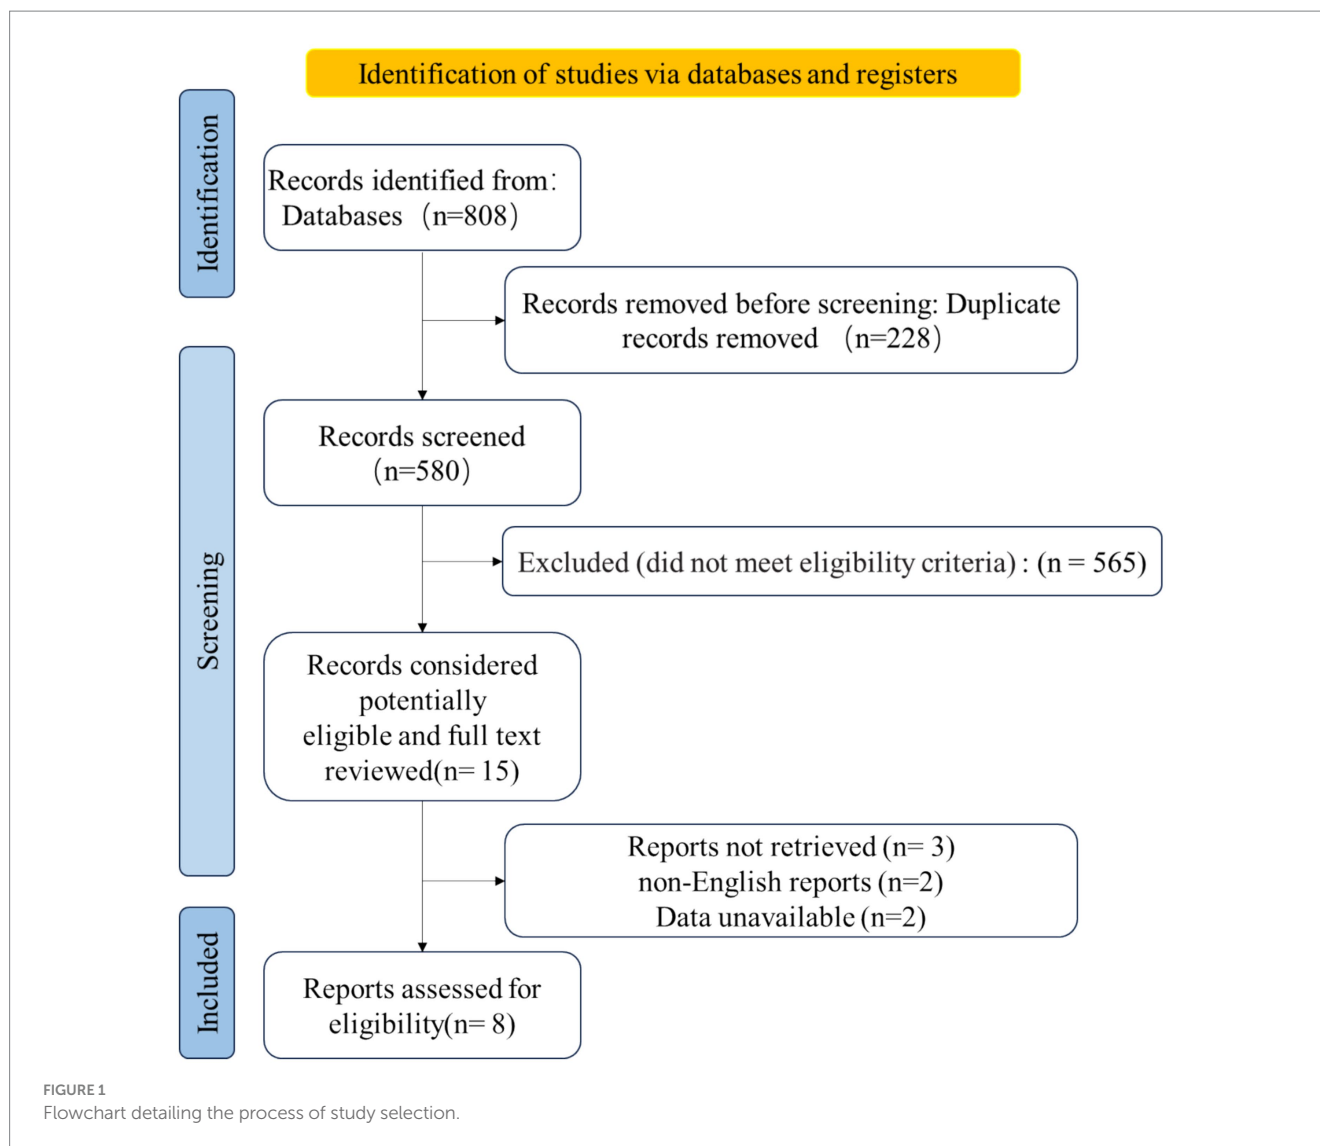 Identification of studies via databases and registers
Identification
Records identified from:
Databases（n=808）
Records removed before screening: Duplicate
records removed （n=228）
Screening
Records screened
（n=580）
Excluded (did not meet eligibility criteria) : (n = 565)
Records considered
potentially
eligible and full text
reviewed(n= 15)
Reports not retrieved (n= 3)
non-English reports (n=2)
Data unavailable (n=2)
Included
Reports assessed for
eligibility(n= 8)
FIGURE 1
Flowchart detailing the process of study selection.